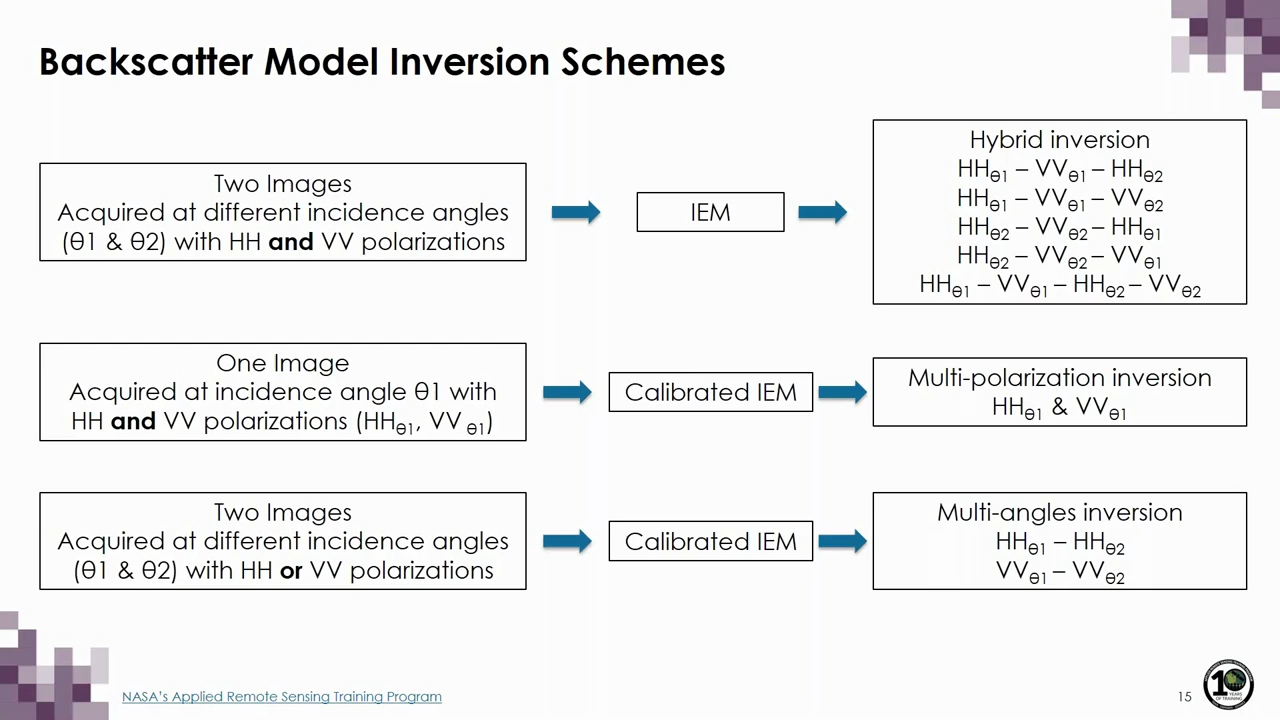 Backscatter Model Inversion Schemes
Two Images
Acquired at different incidence angles
(θ1 & θ2) with HH and VV polarizations
IEM
Hybrid inversion
HHθ1 – VVθ1 – HHθ2
HHθ1 – VVθ1 – VVθ2
HHθ2 – VVθ2 – HHθ1
HHθ2 – VVθ2 – VVθ1
HHθ1 – VVθ1 – HHθ2 – VVθ2
One Image
Acquired at incidence angle θ1 with
HH and VV polarizations (HHθ1, VV θ1)
Calibrated IEM
Multi-polarization inversion
HHθ1 & VVθ1
Two Images
Acquired at different incidence angles
(θ1 & θ2) with HH or VV polarizations
Calibrated IEM
Multi-angles inversion
HHθ1 – HHθ2
VVθ1 – VVθ2
NASA's Applied Remote Sensing Training Program
15
10
YEARS
OF TRAINING